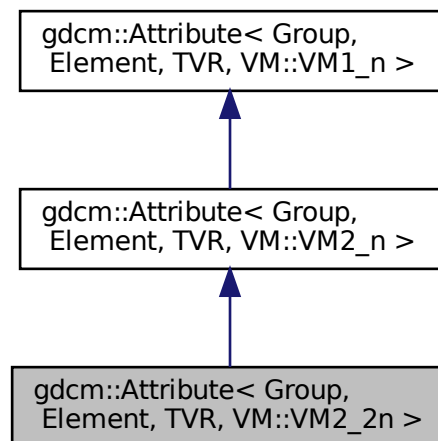 gdcm::Attribute< Group,
Element, TVR, VM::VM1_n >
gdcm::Attribute< Group,
Element, TVR, VM::VM2_n >
gdcm::Attribute< Group,
Element, TVR, VM::VM2_2n >